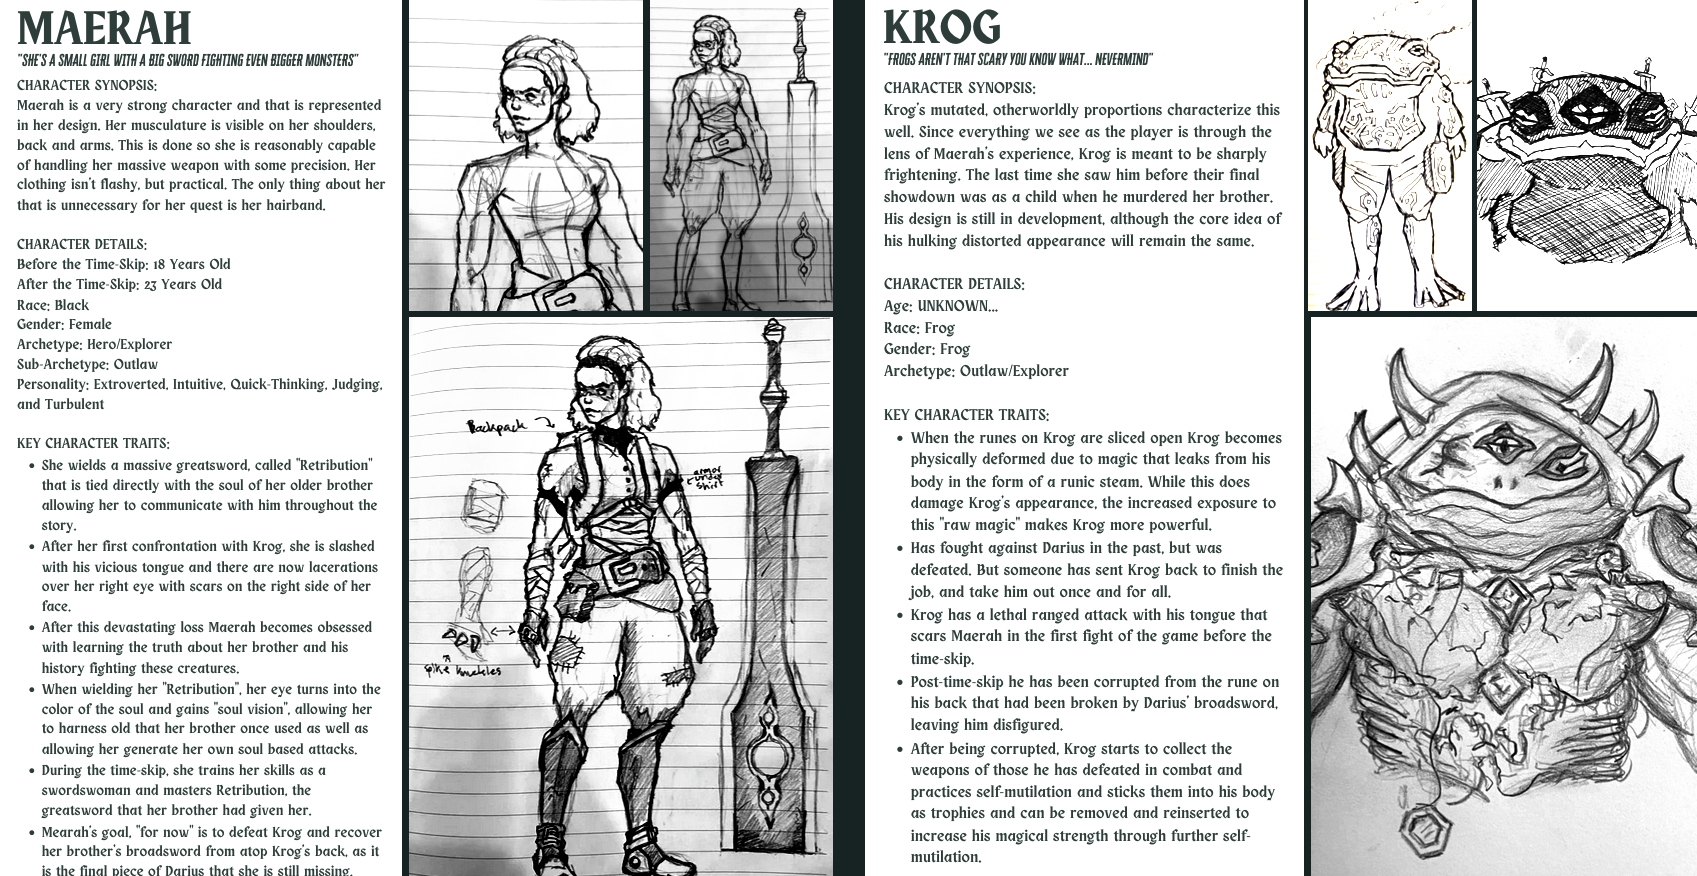 MAERAH
"SHE'S A SMALL GIRL WITH A BIG SWORD FIGHTING EVEN BIGGER MONSTERS"
CHARACTER SYNOPSIS:
Maerah is a very strong character and that is represented
in her design. Her musculature is visible on her shoulders,
back and arms. This is done so she is reasonably capable
of handling her massive weapon with some precision. Her
clothing isn't flashy, but practical. The only thing about her
that is unnecessary for her quest is her hairband.
CHARACTER DETAILS:
Before the Time-Skip: 18 Years Old
After the Time-Skip: 23 Years Old
Race: Black
Gender: Female
Archetype: Hero/Explorer
Sub-Archetype: Outlaw
Personality: Extroverted, Intuitive, Quick-Thinking, Judging,
and Turbulent
KEY CHARACTER TRAITS:
• She wields a massive greatsword, called "Retribution"
that is tied directly with the soul of her older brother
allowing her to communicate with him throughout the
story.
• After her first confrontation with Krog, she is slashed
with his vicious tongue and there are now lacerations
over her right eye with scars on the right side of her
face.
• After this devastating loss Maerah becomes obsessed
with learning the truth about her brother and his
history fighting these creatures.
• When wielding her "Retribution", her eye turns into the
color of the soul and gains "soul vision", allowing her
to harness old that her brother once used as well as
allowing her generate her own soul based attacks.
• During the time-skip, she trains her skills as a
swordswoman and masters Retribution, the
greatsword that her brother had given her.
• Mearah's goal, "for now" is to defeat Krog and recover
her brother's broadsword from atop Krog's back, as it
is the final piece of Darius that she is still missing.
Backpack
armor
under
shirt
spike knuckles
KROG
"FROGS AREN'T THAT SCARY YOU KNOW WHAT... NEVERMIND"
CHARACTER SYNOPSIS:
Krog's mutated, otherworldly proportions characterize this
well. Since everything we see as the player is through the
lens of Maerah's experience, Krog is meant to be sharply
frightening. The last time she saw him before their final
showdown was as a child when he murdered her brother.
His design is still in development, although the core idea of
his hulking distorted appearance will remain the same.
CHARACTER DETAILS:
Age: UNKNOWN...
Race: Frog
Gender: Frog
Archetype: Outlaw/Explorer
KEY CHARACTER TRAITS:
• When the runes on Krog are sliced open Krog becomes
physically deformed due to magic that leaks from his
body in the form of a runic steam. While this does
damage Krog's appearance, the increased exposure to
this "raw magic" makes Krog more powerful.
• Has fought against Darius in the past, but was
defeated. But someone has sent Krog back to finish the
job, and take him out once and for all.
• Krog has a lethal ranged attack with his tongue that
scars Maerah in the first fight of the game before the
time-skip.
• Post-time-skip he has been corrupted from the rune on
his back that had been broken by Darius' broadsword,
leaving him disfigured.
• After being corrupted, Krog starts to collect the
weapons of those he has defeated in combat and
practices self-mutilation and sticks them into his body
as trophies and can be removed and reinserted to
increase his magical strength through further self-
mutilation.